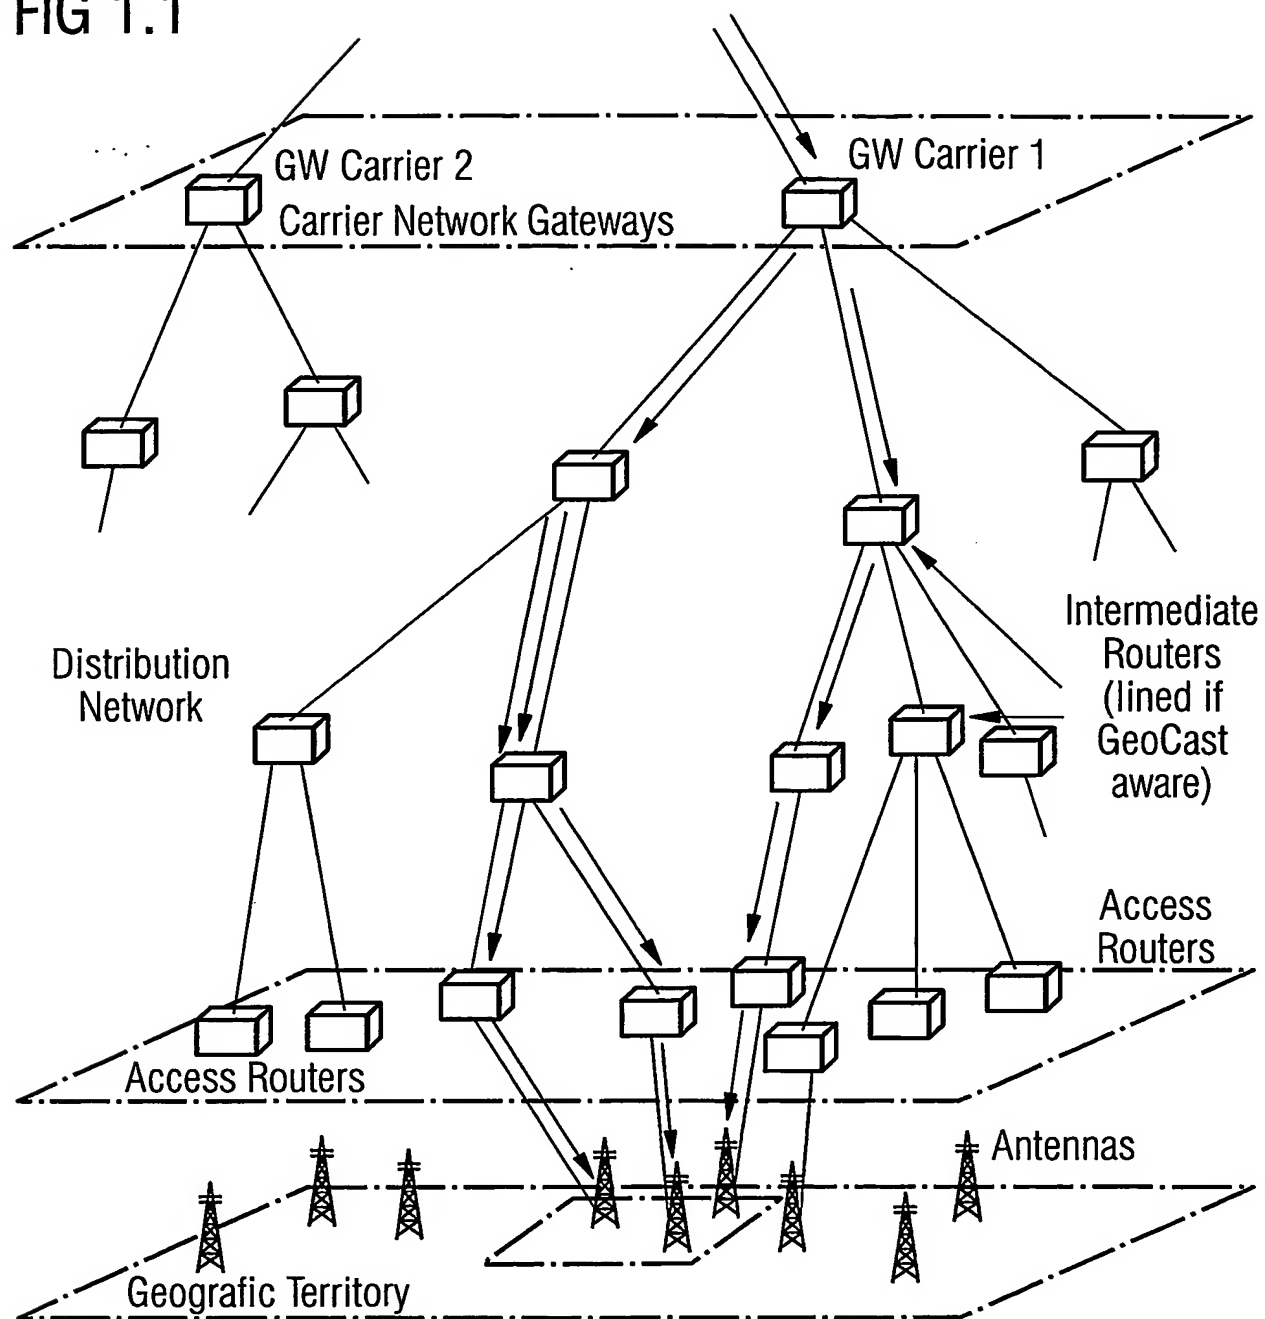 FIG 1.1
GW Carrier 2
GW Carrier 1
Carrier Network Gateways
Intermediate
Routers
(lined if
GeoCast
aware)
Distribution
Network
Access
Routers
Access Routers
Antennas
Geografic Territory